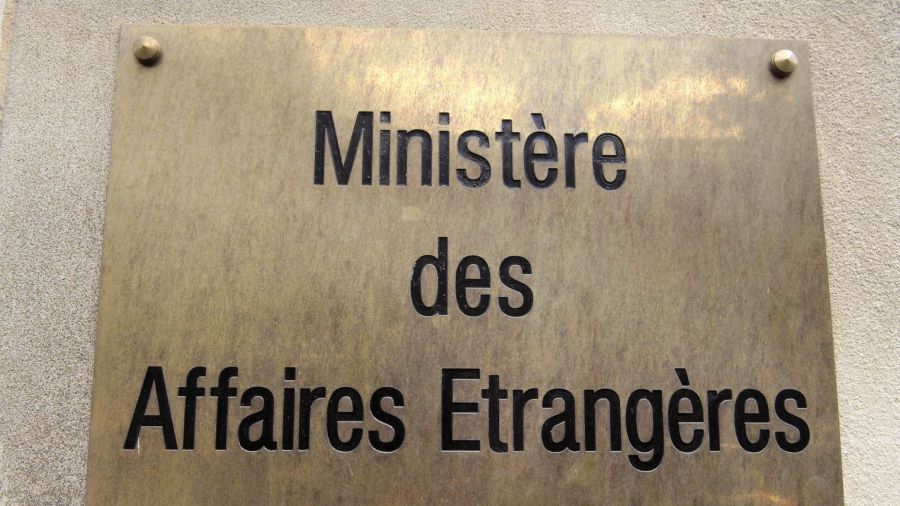 Ministère
des
Affaires Etrangères